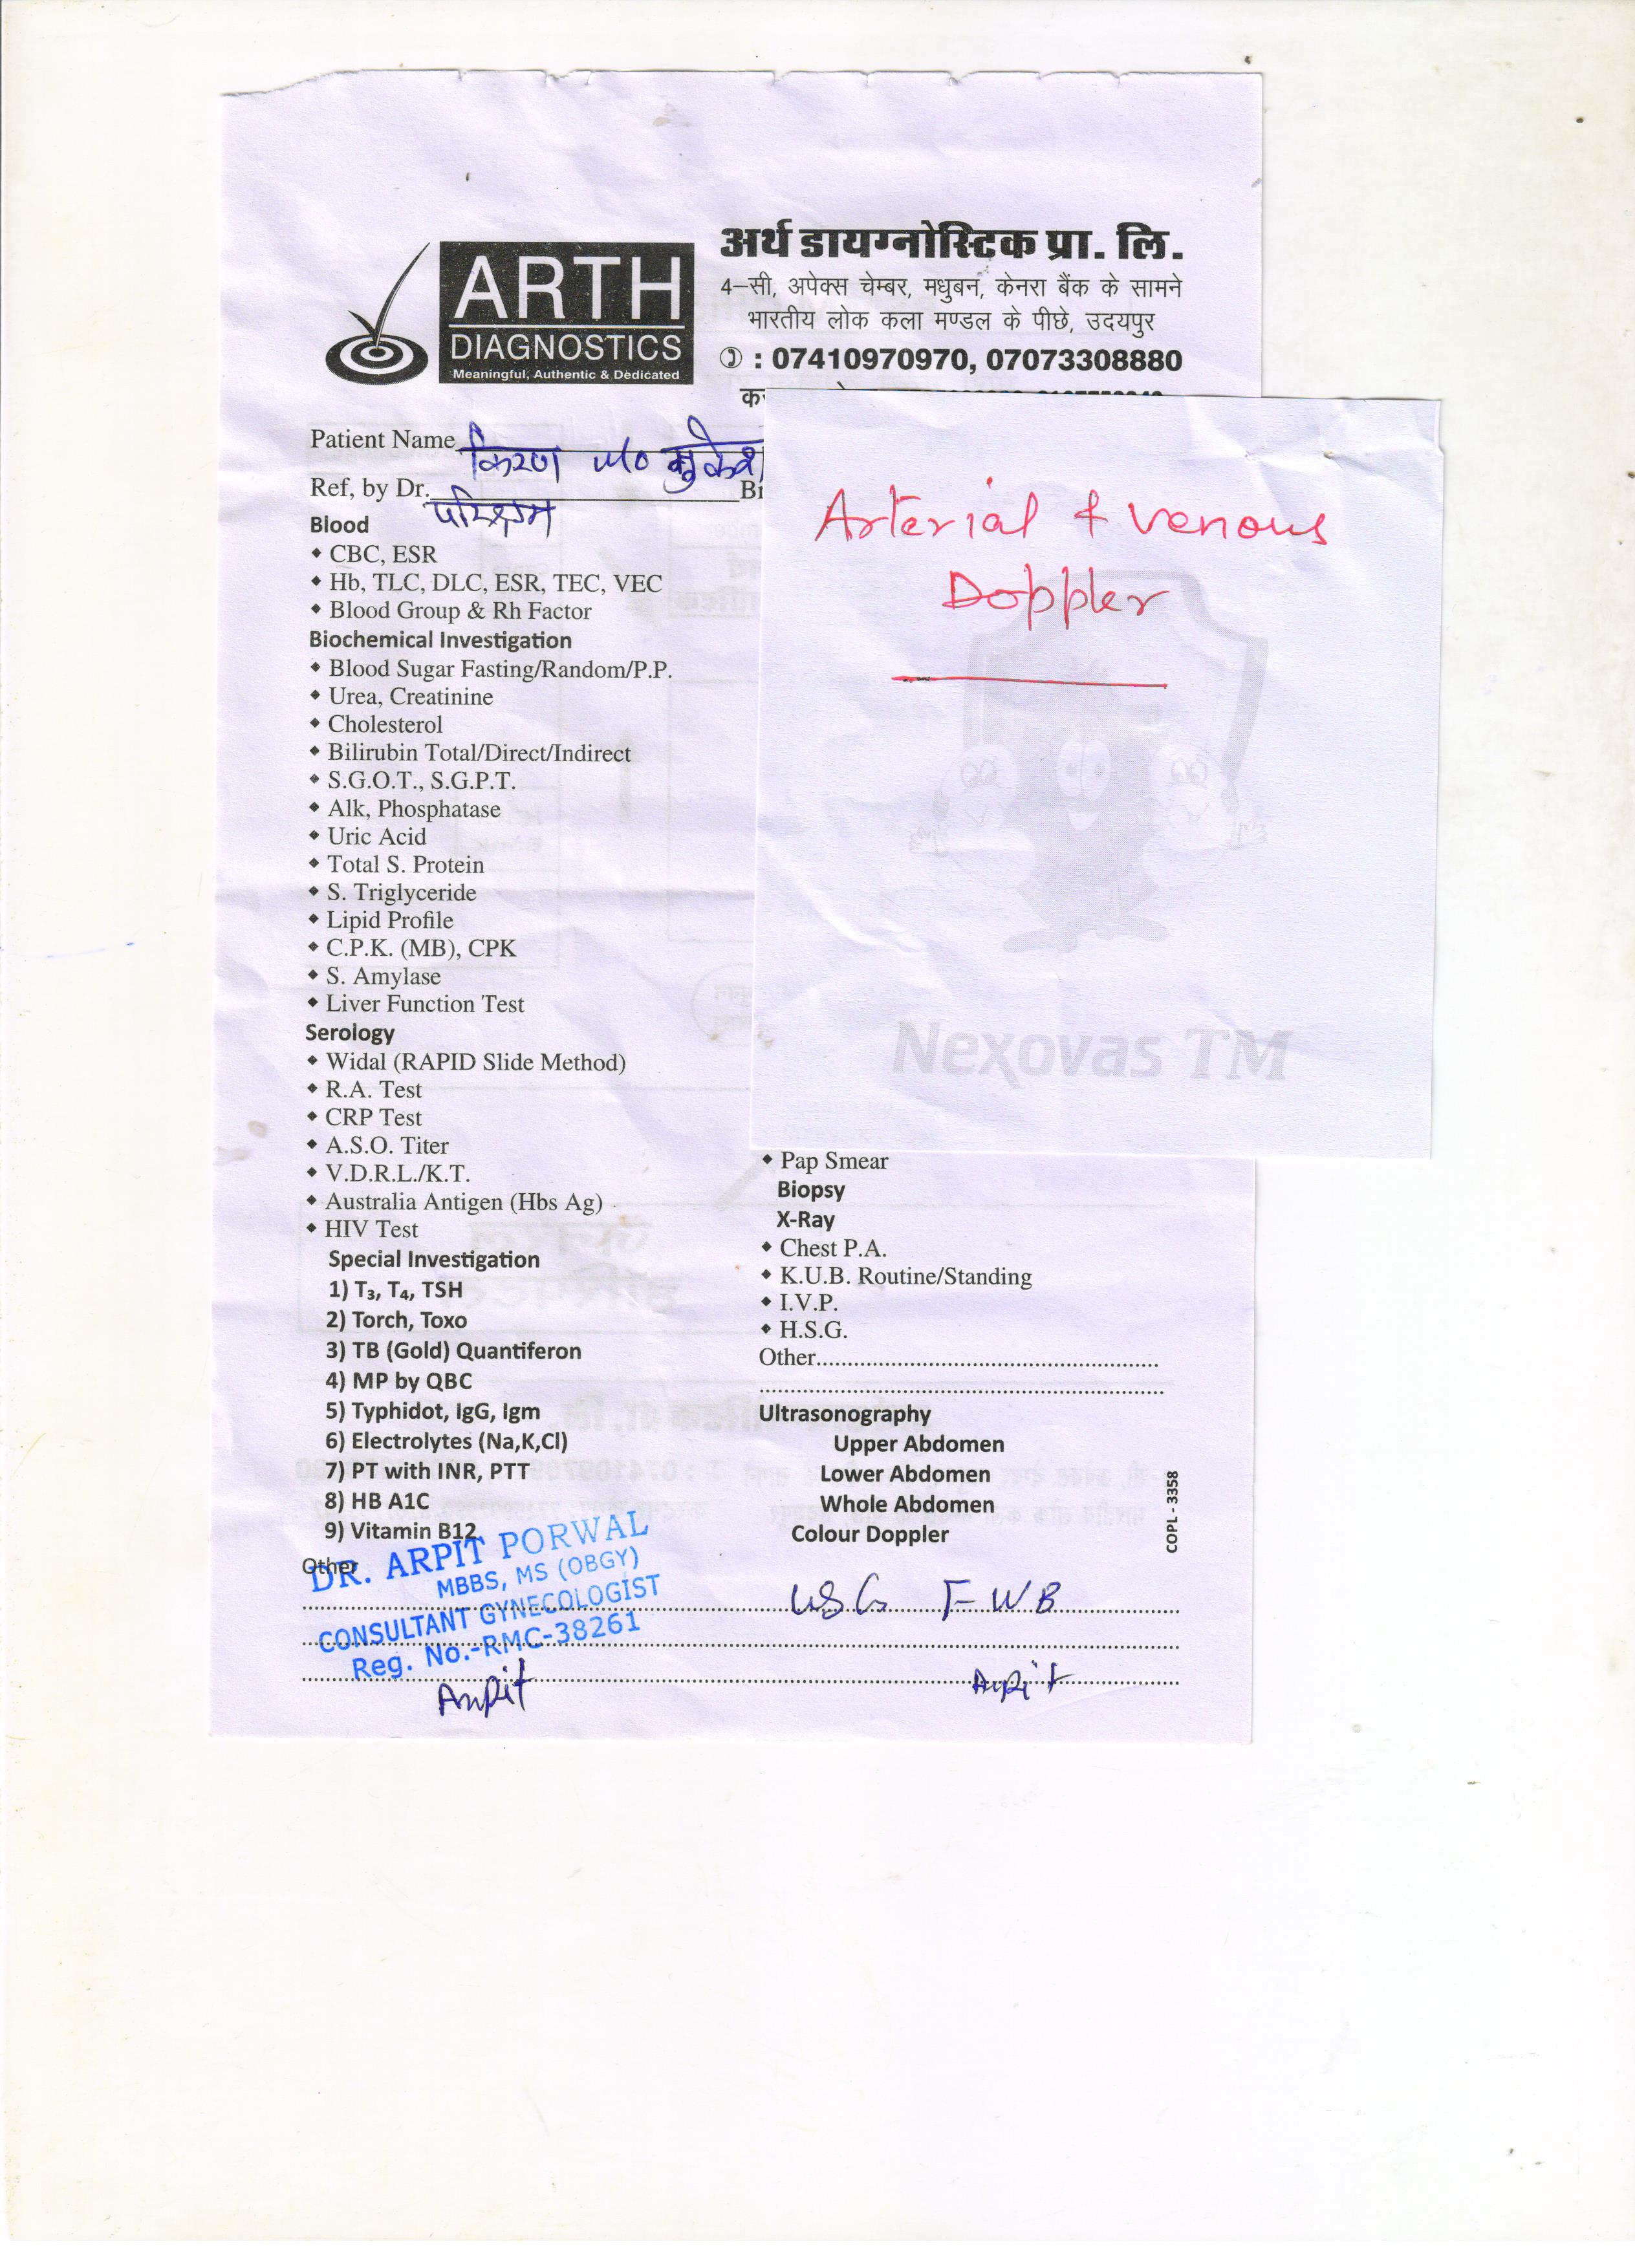 ARTH
DIAGNOSTICS
Meaningful, Authentic & Dedicated
अर्थ डायग्नोस्टिक प्रा. लि.
4–सी, अपेक्स चेम्बर, मधुबन, केनरा बैंक के सामने
भारतीय लोक कला मण्डल के पीछे, उदयपुर
: 07410970970, 07073308880
Patient Name किरण w/o मुकेश
Ref, by Dr.
Blood
CBC, ESR
Hb, TLC, DLC, ESR, TEC, VEC
Blood Group & Rh Factor
Biochemical Investigation
Blood Sugar Fasting/Random/P.P.
Urea, Creatinine
Cholesterol
Bilirubin Total/Direct/Indirect
S.G.O.T., S.G.P.T.
Alk, Phosphatase
Uric Acid
Total S. Protein
S. Triglyceride
Lipid Profile
C.P.K. (MB), CPK
S. Amylase
Liver Function Test
Serology
Widal (RAPID Slide Method)
R.A. Test
CRP Test
A.S.O. Titer
V.D.R.L./K.T.
Australia Antigen (Hbs Ag)
HIV Test
Special Investigation
1) T₃, T₄, TSH
2) Torch, Toxo
3) TB (Gold) Quantiferon
4) MP by QBC
5) Typhidot, IgG, Igm
6) Electrolytes (Na,K,Cl)
7) PT with INR, PTT
8) HB A1C
9) Vitamin B12
Other
DR. ARPIT PORWAL
MBBS, MS (OBGY)
CONSULTANT GYNECOLOGIST
Reg. No.-RMC-38261
Arpit
Arterial & venous
Doppler
Nexovas TM
Pap Smear
Biopsy
X-Ray
Chest P.A.
K.U.B. Routine/Standing
I.V.P.
H.S.G.
Other
Ultrasonography
Upper Abdomen
Lower Abdomen
Whole Abdomen
Colour Doppler
COPL - 3358
USG FWB
Arpit